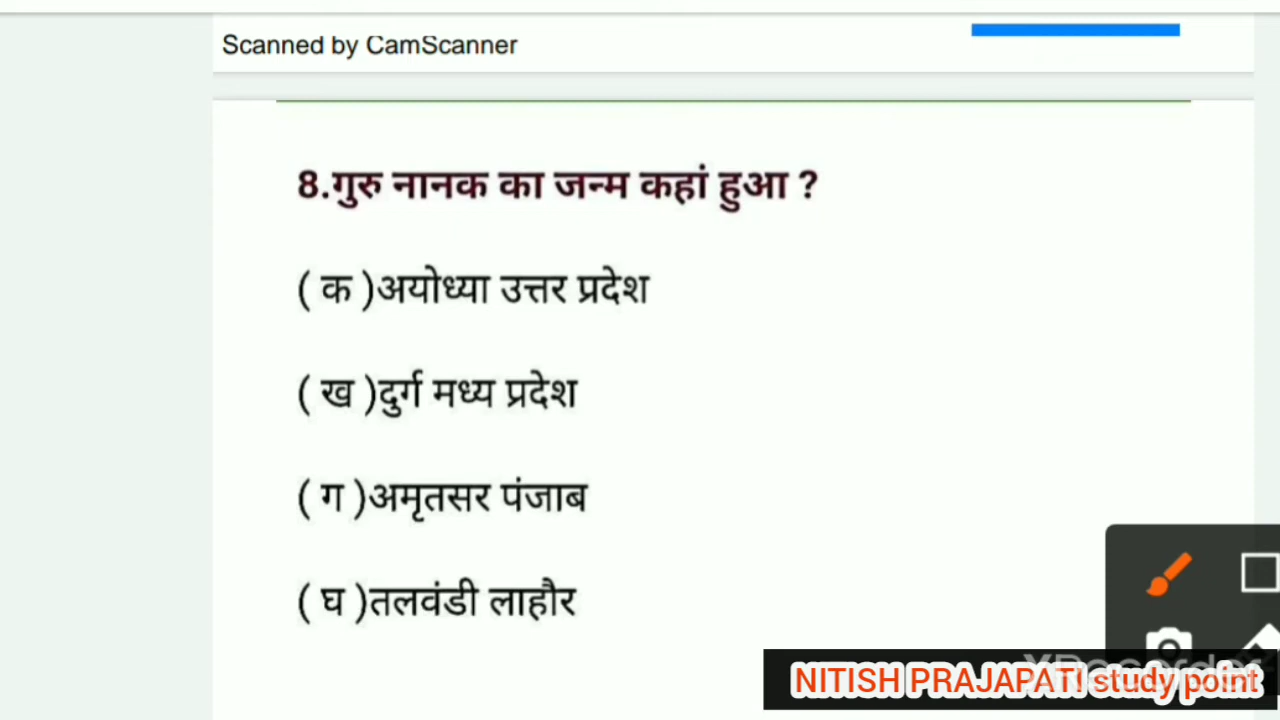 Scanned by CamScanner
8.गुरु नानक का जन्म कहां हुआ ?
( क )अयोध्या उत्तर प्रदेश
( ख )दुर्ग मध्य प्रदेश
( ग )अमृतसर पंजाब
( घ )तलवंडी लाहौर
XRecorder
NITISH PRAJAPATI study point